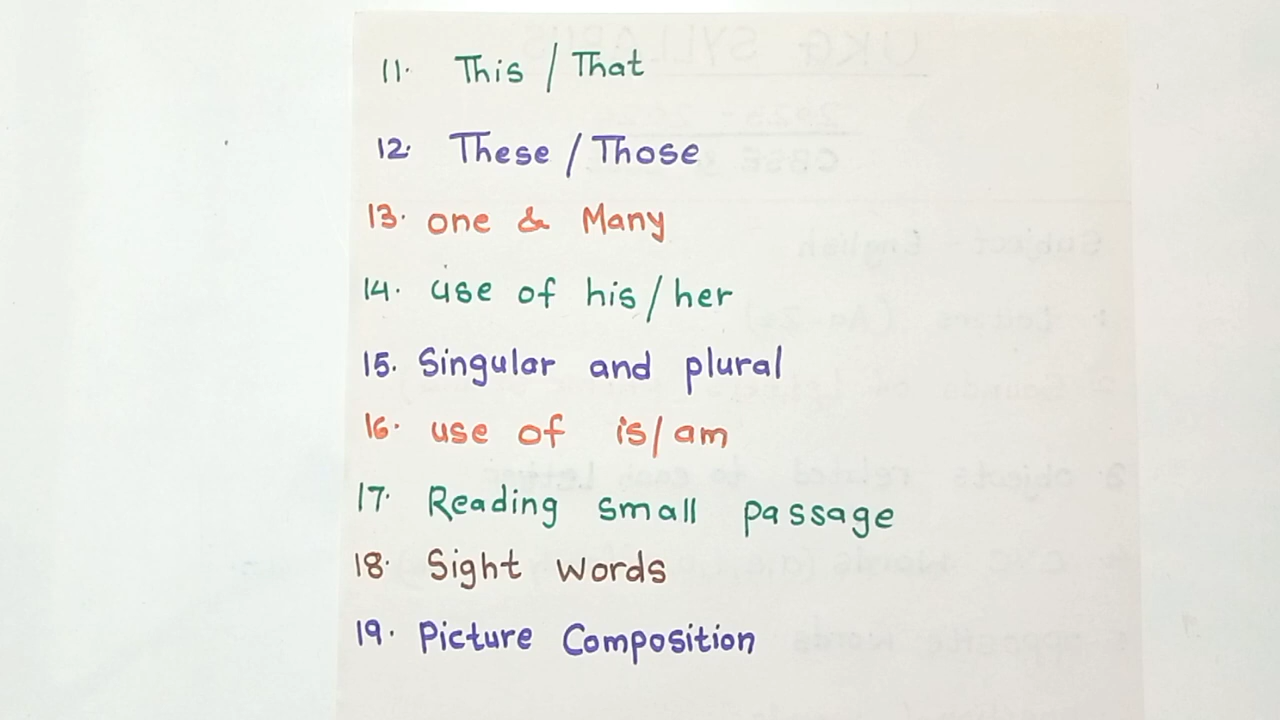 11. This / That
12. These / Those
13. one & Many
14. use of his / her
15. Singular and plural
16. use of is / am
17. Reading small passage
18. Sight words
19. Picture Composition